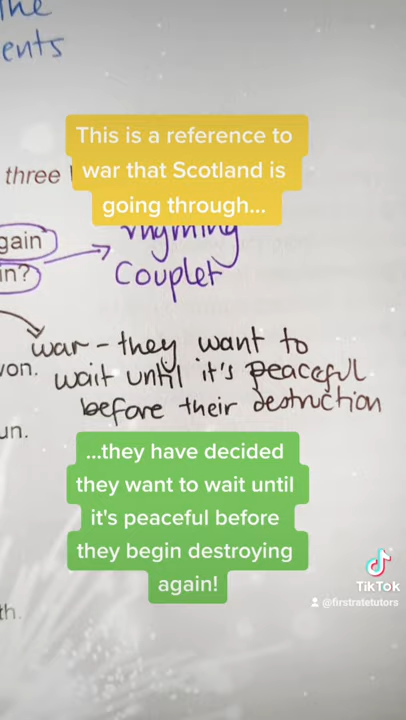 the
ents
This is a reference to
three war that Scotland is
going through...
gain rhyming
in? Couplet
war - they want to
von. wait until it's peaceful
before their destruction
un.
...they have decided
they want to wait until
it's peaceful before
they begin destroying
again!
TikTok
@firstratetutors
th.